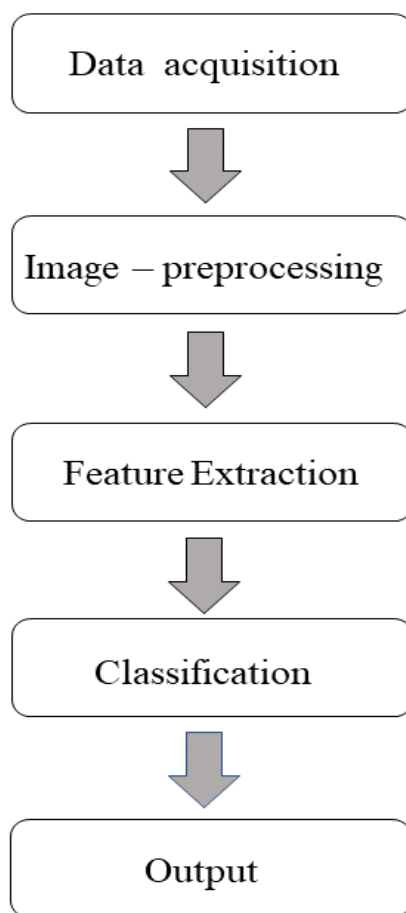 Data acquisition
Image – preprocessing
Feature Extraction
Classification
Output